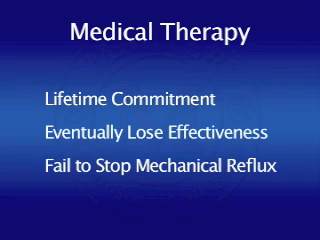 Medical Therapy
Lifetime Commitment
Eventually Lose Effectiveness
Fail to Stop Mechanical Reflux